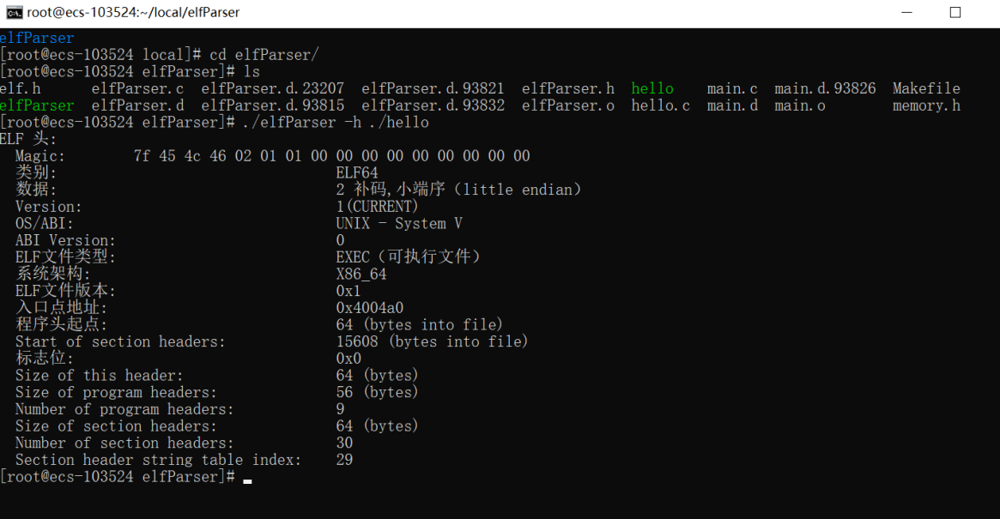 root@ecs-103524:~/local/elfParser
elfParser
[root@ecs-103524 local]# cd elfParser/
[root@ecs-103524 elfParser]# ls
elf.h elfParser.c elfParser.d.23207 elfParser.d.93821 elfParser.h hello main.c main.d.93826 Makefile
elfParser elfParser.d elfParser.d.93815 elfParser.d.93832 elfParser.o hello.c main.d main.o memory.h
[root@ecs-103524 elfParser]# ./elfParser -h ./hello
ELF 头:
Magic: 7f 45 4c 46 02 01 01 00 00 00 00 00 00 00 00 00
类别: ELF64
数据: 2 补码,小端序（little endian）
Version: 1(CURRENT)
OS/ABI: UNIX - System V
ABI Version: 0
ELF文件类型: EXEC（可执行文件）
系统架构: X86_64
ELF文件版本: 0x1
入口点地址: 0x4004a0
程序头起点: 64 (bytes into file)
Start of section headers: 15608 (bytes into file)
标志位: 0x0
Size of this header: 64 (bytes)
Size of program headers: 56 (bytes)
Number of program headers: 9
Size of section headers: 64 (bytes)
Number of section headers: 30
Section header string table index: 29
[root@ecs-103524 elfParser]#